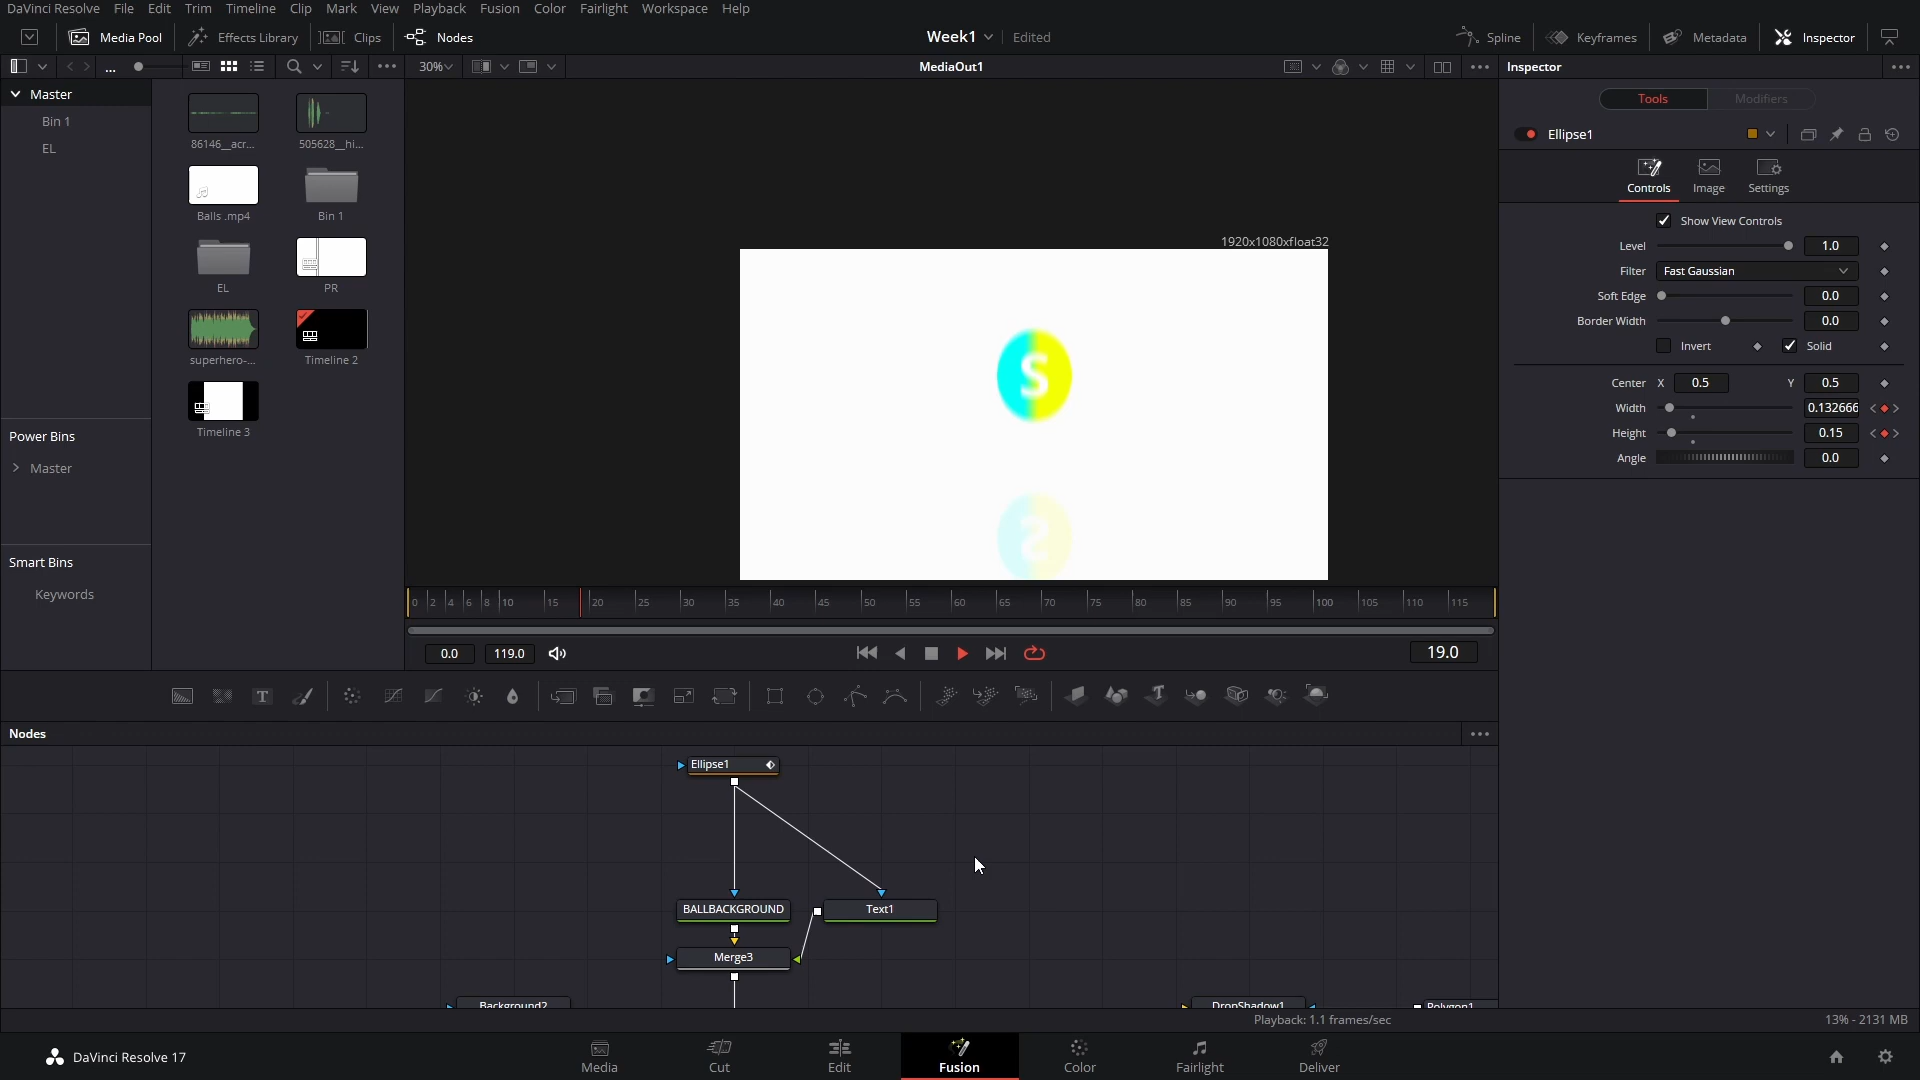 DaVinci Resolve File Edit Trim Timeline Clip Mark View Playback Fusion Color Fairlight Workspace Help
Media Pool Effects Library Clips Nodes Week1 Edited Spline Keyframes Metadata Inspector
... 30% MediaOut1 Inspector
Master
Bin 1
EL
86146__acr... 505628__hi...
Balls .mp4 Bin 1
EL PR
superhero-... Timeline 2
Timeline 3
Power Bins
Master
Smart Bins
Keywords
1920x1080xfloat32
S
S
0 2 4 6 8 10 15 20 25 30 35 40 45 50 55 60 65 70 75 80 85 90 95 100 105 110 115
0.0 119.0 19.0
Tools Modifiers
Ellipse1
Controls Image Settings
Show View Controls
Level 1.0
Filter Fast Gaussian
Soft Edge 0.0
Border Width 0.0
Invert Solid
Center X 0.5 Y 0.5
Width 0.132666
Height 0.15
Angle 0.0
T T
Nodes
Ellipse1
BALLBACKGROUND Text1
Merge3
Background2 DropShadow1 Polygon1
Playback: 1.1 frames/sec 13% - 2131 MB
DaVinci Resolve 17 Media Cut Edit Fusion Color Fairlight Deliver